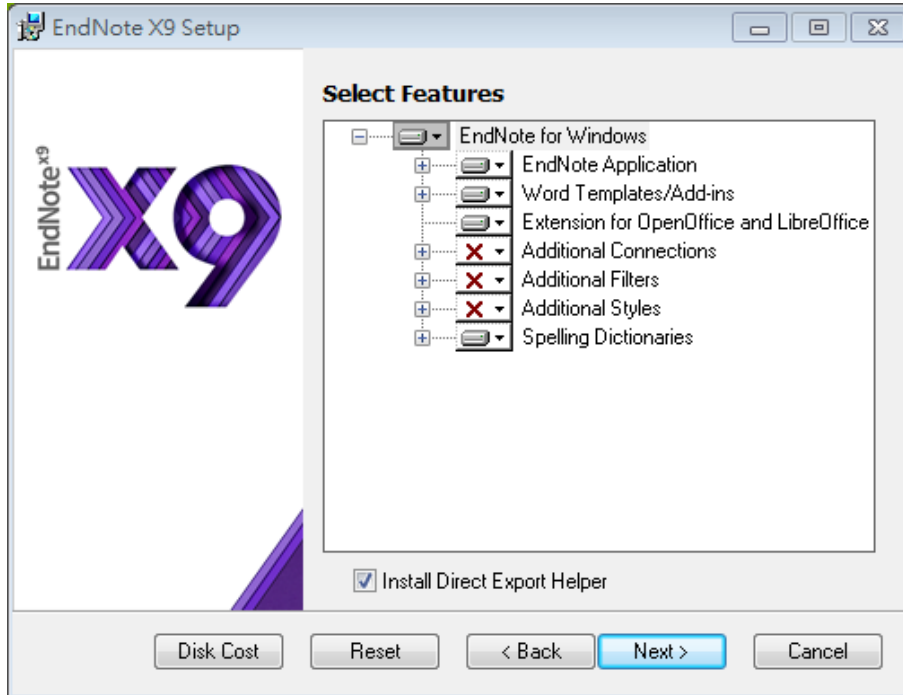 EndNote X9 Setup
EndNote x9
X9
Select Features
EndNote for Windows
EndNote Application
Word Templates/Add-ins
Extension for OpenOffice and LibreOffice
Additional Connections
Additional Filters
Additional Styles
Spelling Dictionaries
Install Direct Export Helper
Disk Cost
Reset
< Back
Next >
Cancel